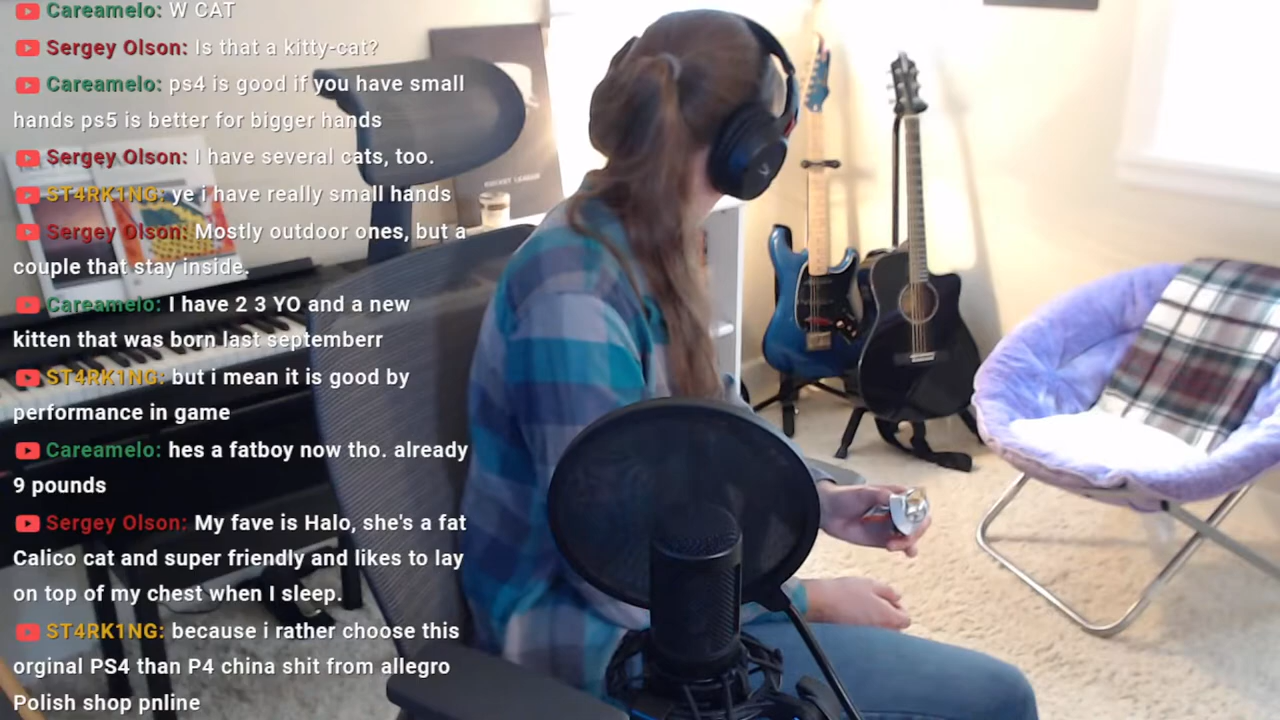 Careamelo: W CAT
Sergey Olson: Is that a kitty-cat?
Careamelo: ps4 is good if you have small
hands ps5 is better for bigger hands
Sergey Olson: I have several cats, too.
ST4RK1NG: ye i have really small hands
Sergey Olson: Mostly outdoor ones, but a
couple that stay inside.
Careamelo: I have 2 3 YO and a new
kitten that was born last septemberr
ST4RK1NG: but i mean it is good by
performance in game
Careamelo: hes a fatboy now tho. already
9 pounds
Sergey Olson: My fave is Halo, she's a fat
Calico cat and super friendly and likes to lay
on top of my chest when I sleep.
ST4RK1NG: because i rather choose this
orginal PS4 than P4 china shit from allegro
Polish shop pnline
ROCKET LEAGUE